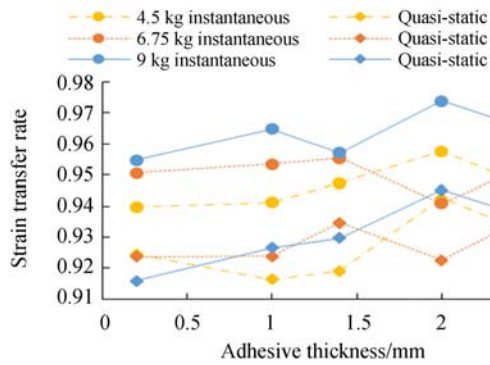 4.5 kg instantaneous Quasi-static
6.75 kg instantaneous Quasi-static
9 kg instantaneous Quasi-static
0.98
0.97
0.96
0.95
0.94
0.93
0.92
0.91
Strain transfer rate
0 0.5 1 1.5 2
Adhesive thickness/mm